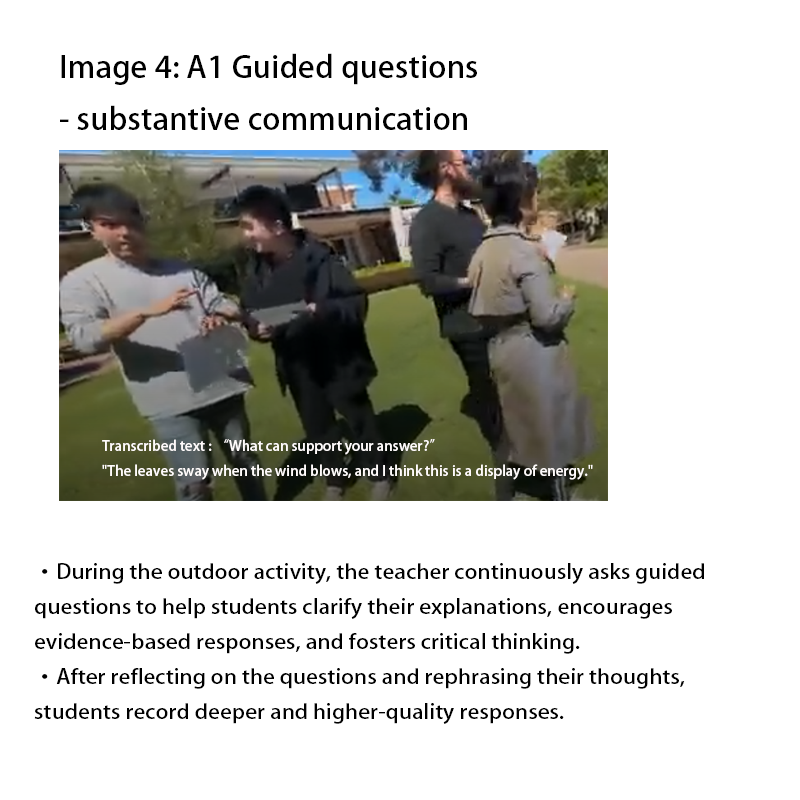 Image 4: A1 Guided questions
- substantive communication
Transcribed text : “What can support your answer?”
"The leaves sway when the wind blows, and I think this is a display of energy."
・During the outdoor activity, the teacher continuously asks guided
questions to help students clarify their explanations, encourages
evidence-based responses, and fosters critical thinking.
・After reflecting on the questions and rephrasing their thoughts,
students record deeper and higher-quality responses.